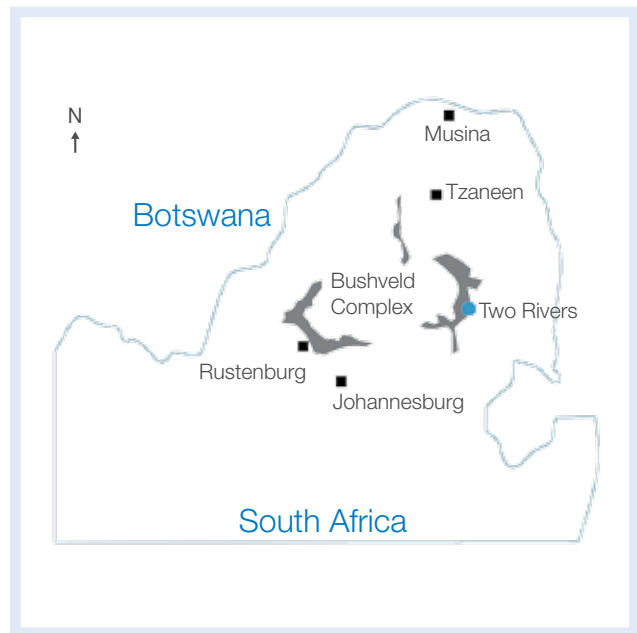 N
Musina
Tzaneen
Botswana
Bushveld
Complex
Two Rivers
Rustenburg
Johannesburg
South Africa